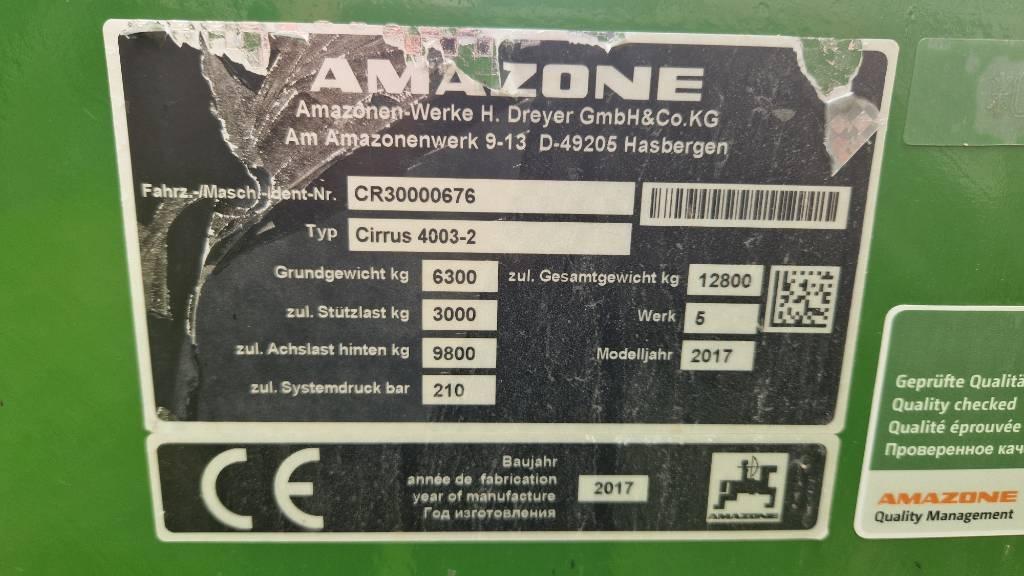 AMAZONE
Amazonen-Werke H. Dreyer GmbH&Co.KG
Am Amazonenwerk 9-13 D-49205 Hasbergen
Fahrz.-/Masch.-Ident-Nr. CR30000676
Typ Cirrus 4003-2
Grundgewicht kg 6300 zul. Gesamtgewicht kg 12800
zul. Stützlast kg 3000 Werk 5
zul. Achslast hinten kg 9800 Modelljahr 2017
zul. Systemdruck bar 210
CE
Baujahr
année de fabrication
year of manufacture 2017
Год изготовления
AMAZONE
Geprüfte Qualitä
Quality checked
Qualité éprouvée
Проверенное кач
AMAZONE
Quality Management